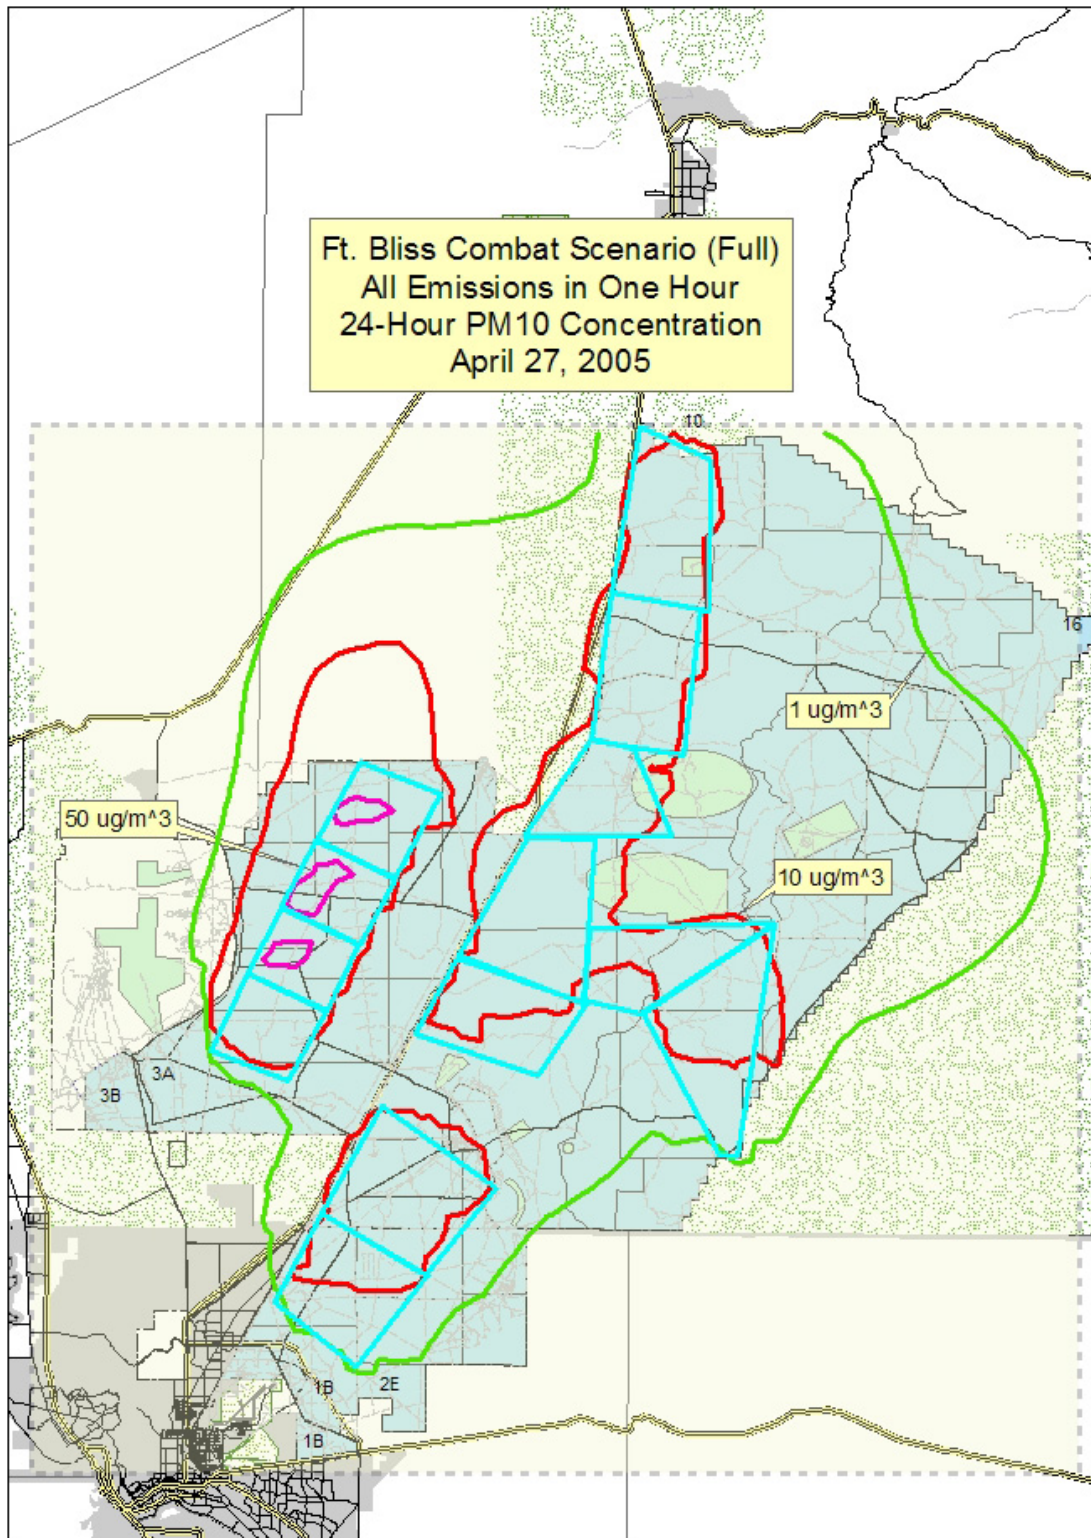 Ft. Bliss Combat Scenario (Full)
All Emissions in One Hour
24-Hour PM10 Concentration
April 27, 2005
10
16
1 ug/m^3
50 ug/m^3
10 ug/m^3
3A
3B
1B
2E
1B